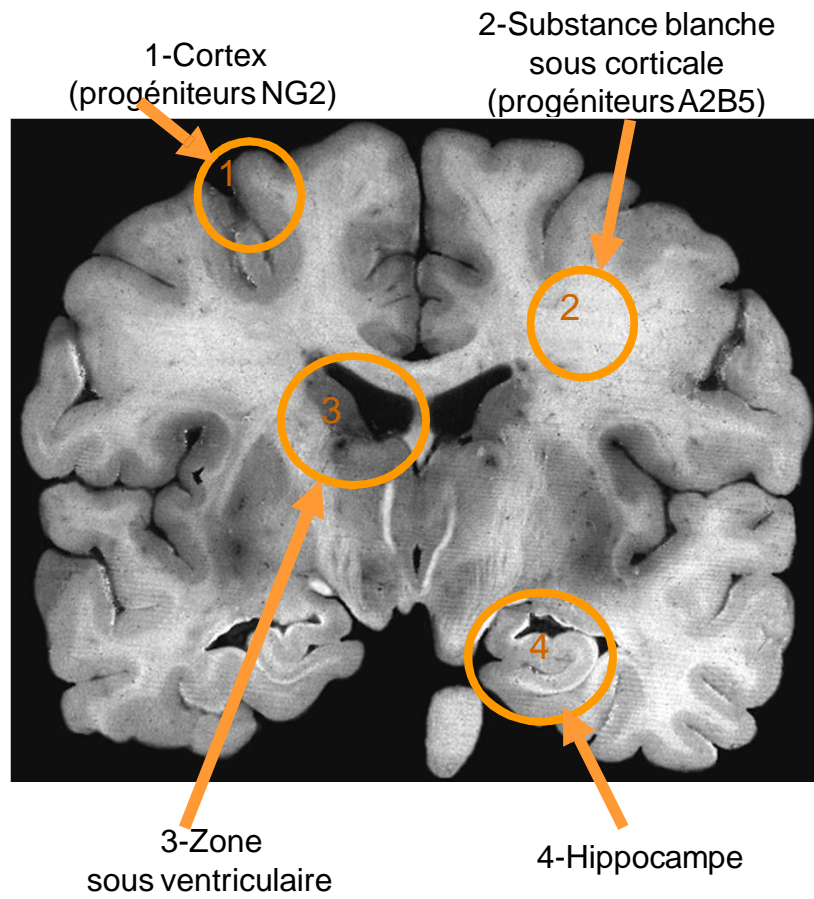 1-Cortex
(progéniteurs NG2)
2-Substance blanche
sous corticale
(progéniteurs A2B5)
1
2
3
4
3-Zone
sous ventriculaire
4-Hippocampe